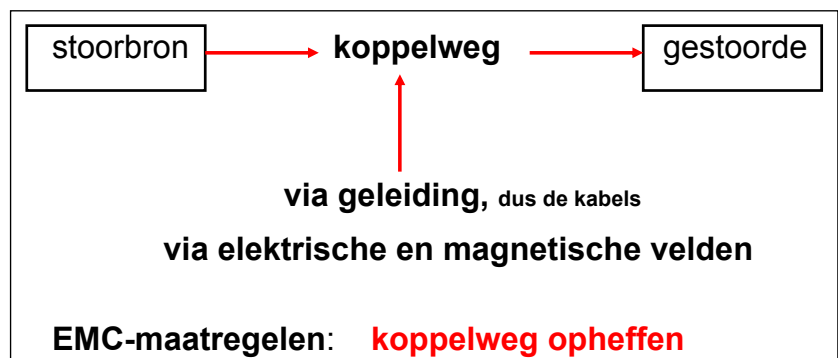 stoorbron koppelweg gestoorde
via geleiding, dus de kabels
via elektrische en magnetische velden
EMC-maatregelen: koppelweg opheffen